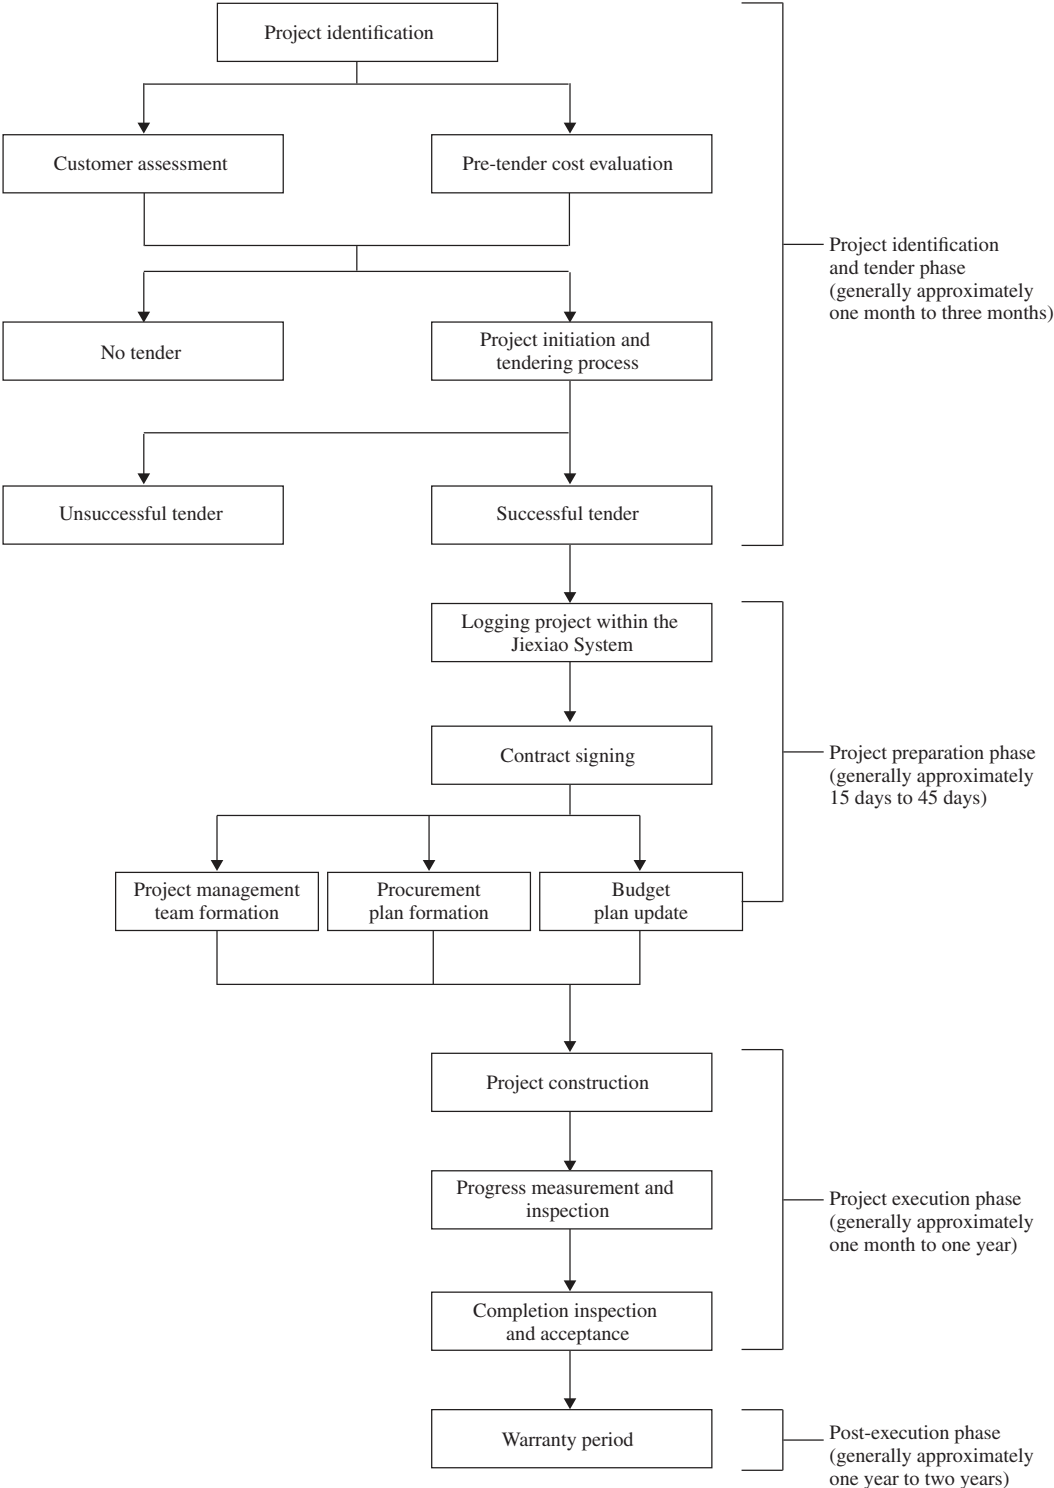 Project identification
Customer assessment
Pre-tender cost evaluation
Project identification
and tender phase
(generally approximately
one month to three months)
No tender
Project initiation and
tendering process
Unsuccessful tender
Successful tender
Logging project within the
Jiexiao System
Contract signing
Project preparation phase
(generally approximately
15 days to 45 days)
Project management
team formation
Procurement
plan formation
Budget
plan update
Project construction
Progress measurement and
inspection
Project execution phase
(generally approximately
one month to one year)
Completion inspection
and acceptance
Warranty period
Post-execution phase
(generally approximately
one year to two years)